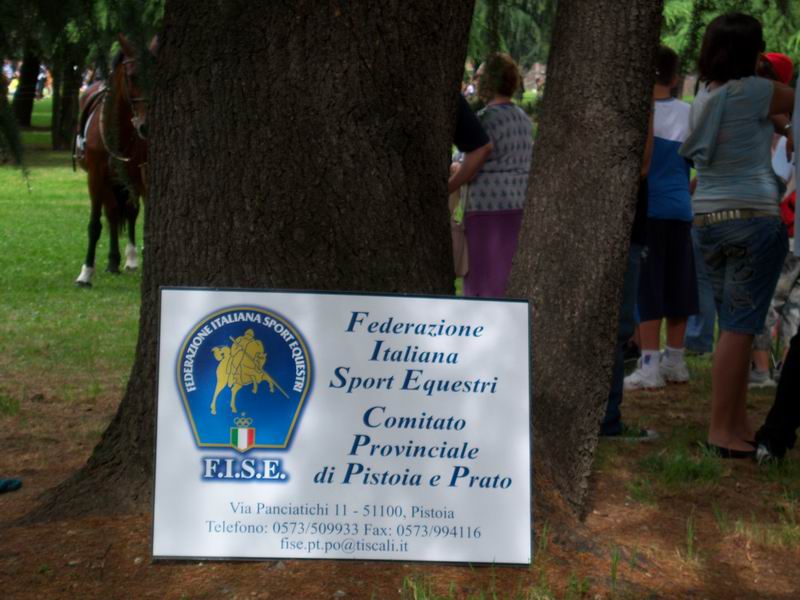 FEDERAZIONE ITALIANA SPORT EQUESTRI
F.I.S.E.
Federazione
Italiana
Sport Equestri
Comitato
Provinciale
di Pistoia e Prato
Via Panciatichi 11 - 51100, Pistoia
Telefono: 0573/509933 Fax: 0573/994116
fise.pt.po@tiscali.it